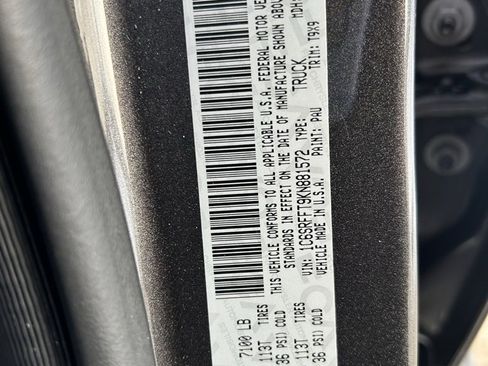 7100 LB
113T TIRES
36 PSI) COLD
113T TIRES
36 PSI) COLD
THIS VEHICLE CONFORMS TO ALL APPLICABLE U.S.A. FEDERAL MOTOR VE
STANDARDS IN EFFECT ON THE DATE OF MANUFACTURE SHOWN ABOV
VIN: 1C6SRFFT9KN881572 TYPE: TRUCK MDH
VEHICLE MADE IN U.S.A. PAINT: PAU TRIM: T9X9